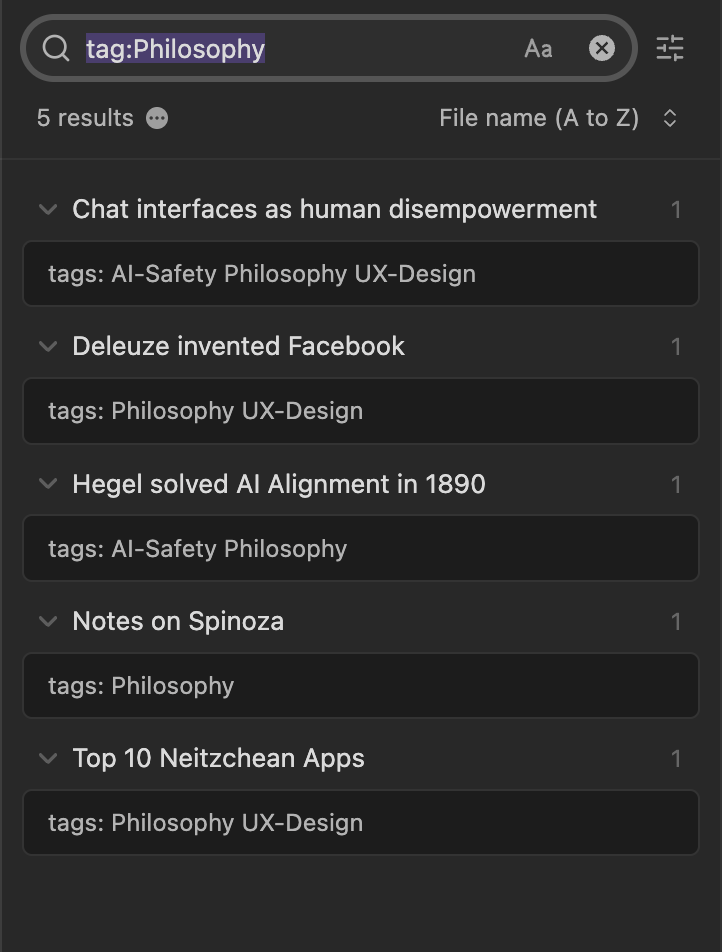 tag:Philosophy Aa
5 results File name (A to Z)
Chat interfaces as human disempowerment 1
tags: AI-Safety Philosophy UX-Design
Deleuze invented Facebook 1
tags: Philosophy UX-Design
Hegel solved AI Alignment in 1890 1
tags: AI-Safety Philosophy
Notes on Spinoza 1
tags: Philosophy
Top 10 Neitzchean Apps 1
tags: Philosophy UX-Design